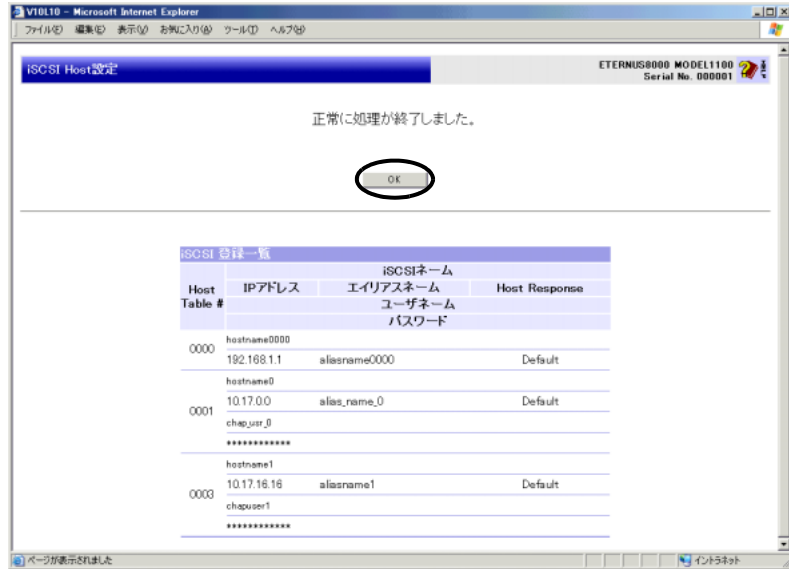 V10L10 - Microsoft Internet Explorer
ファイル(F) 編集(E) 表示(V) お気に入り(A) ツール(T) ヘルプ(H)
iSCSI Host設定
ETERNUS8000 MODEL1100
Serial No. 000001
正常に処理が終了しました。
OK
iSCSI 登録一覧
Host Table #
iSCSIネーム
IPアドレス エイリアスネーム Host Response
ユーザネーム
パスワード
0000
hostname0000
192.168.1.1 aliasname0000 Default
0001
hostname0
10.17.0.0 alias_name_0 Default
chap_usr_0
************
0003
hostname1
10.17.16.16 aliasname1 Default
chapuser1
************
ページが表示されました
イントラネット